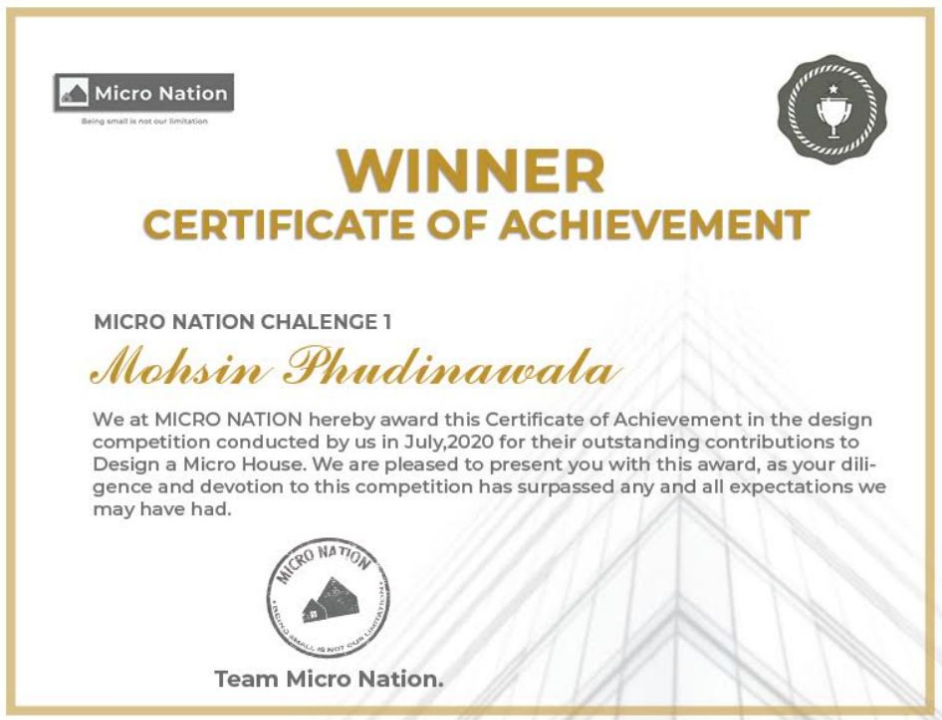 Micro Nation
Being small is not our limitation
WINNER
CERTIFICATE OF ACHIEVEMENT
MICRO NATION CHALENGE 1
Mohsin Phudinawala
We at MICRO NATION hereby award this Certificate of Achievement in the design
competition conducted by us in July,2020 for their outstanding contributions to
Design a Micro House. We are pleased to present you with this award, as your dili-
gence and devotion to this competition has surpassed any and all expectations we
may have had.
MICRO NATION
BEING SMALL IS NOT OUR LIMITATION
Team Micro Nation.